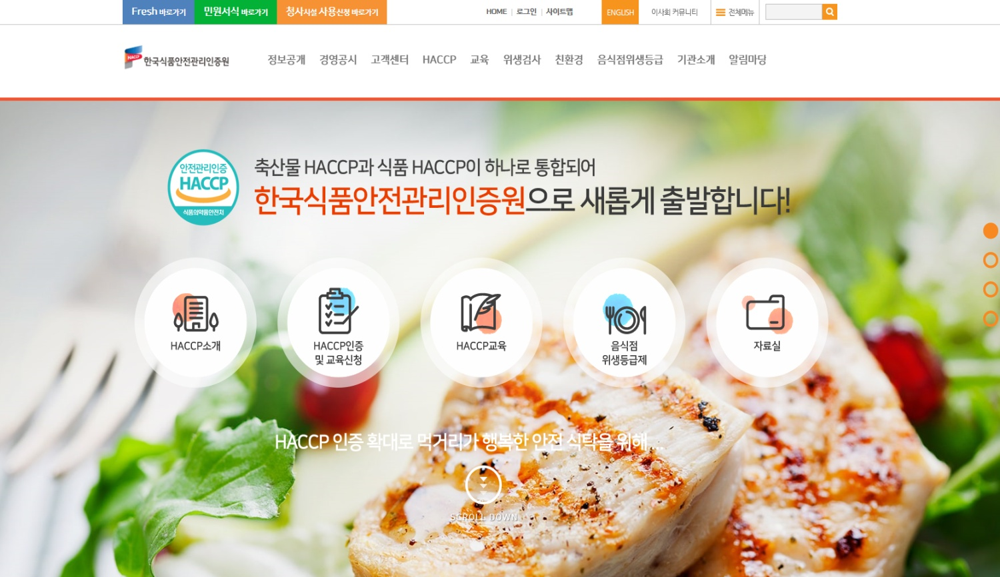 Fresh 바로가기 민원서식 바로가기 청사시설 사용신청 바로가기 HOME 로그인 사이트맵 ENGLISH 이사회 커뮤니티 전체메뉴
HACCP 한국식품안전관리인증원
정보공개 경영공시 고객센터 HACCP 교육 위생검사 친환경 음식점위생등급 기관소개 알림마당
안전관리인증
HACCP
식품의약품안전처
축산물 HACCP과 식품 HACCP이 하나로 통합되어
한국식품안전관리인증원으로 새롭게 출발합니다!
HACCP소개
HACCP인증
및 교육신청
HACCP교육
음식점
위생등급제
자료실
HACCP 인증 확대로 먹거리가 행복한 안전 식탁을 위해...
SCROLL DOWN